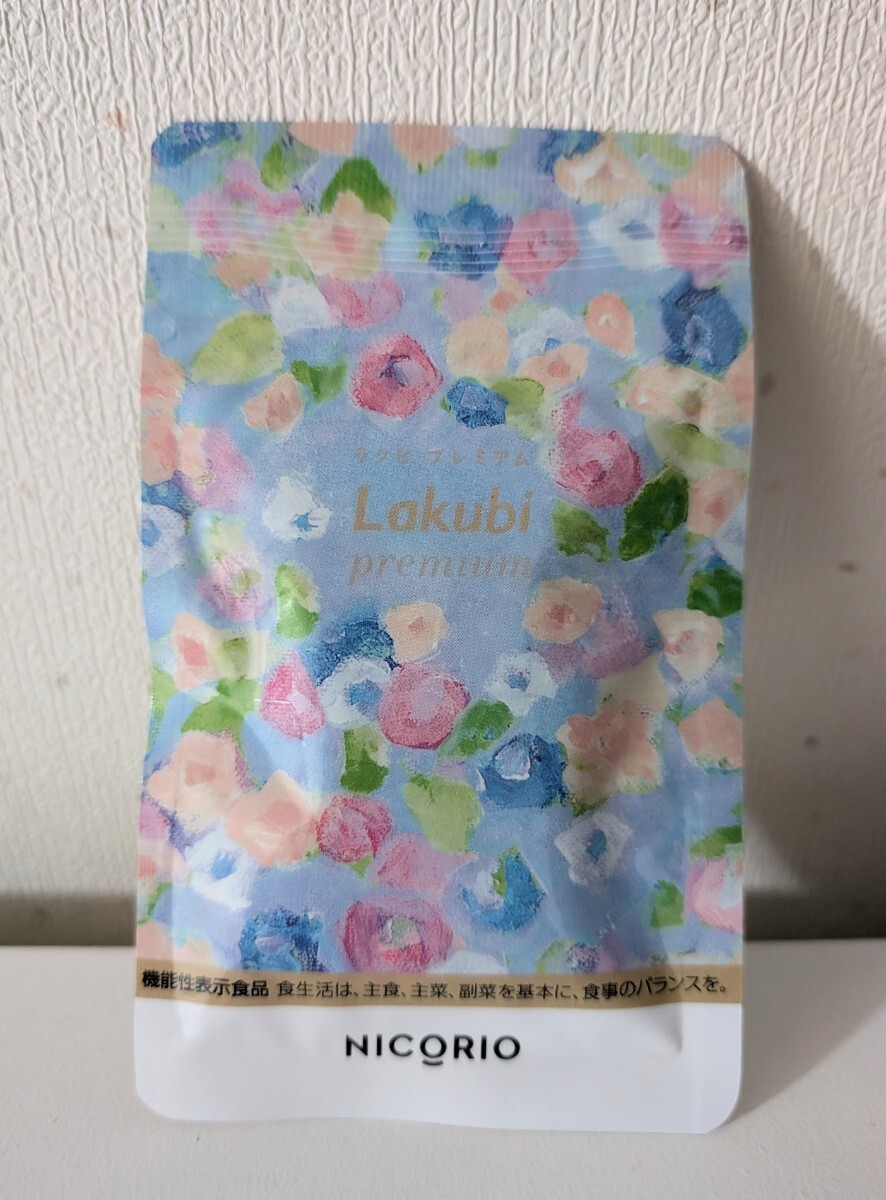 ラクビ プレミアム
Lakubi
premium
機能性表示食品 食生活は、主食、主菜、副菜を基本に、食事のバランスを。
NICORIO